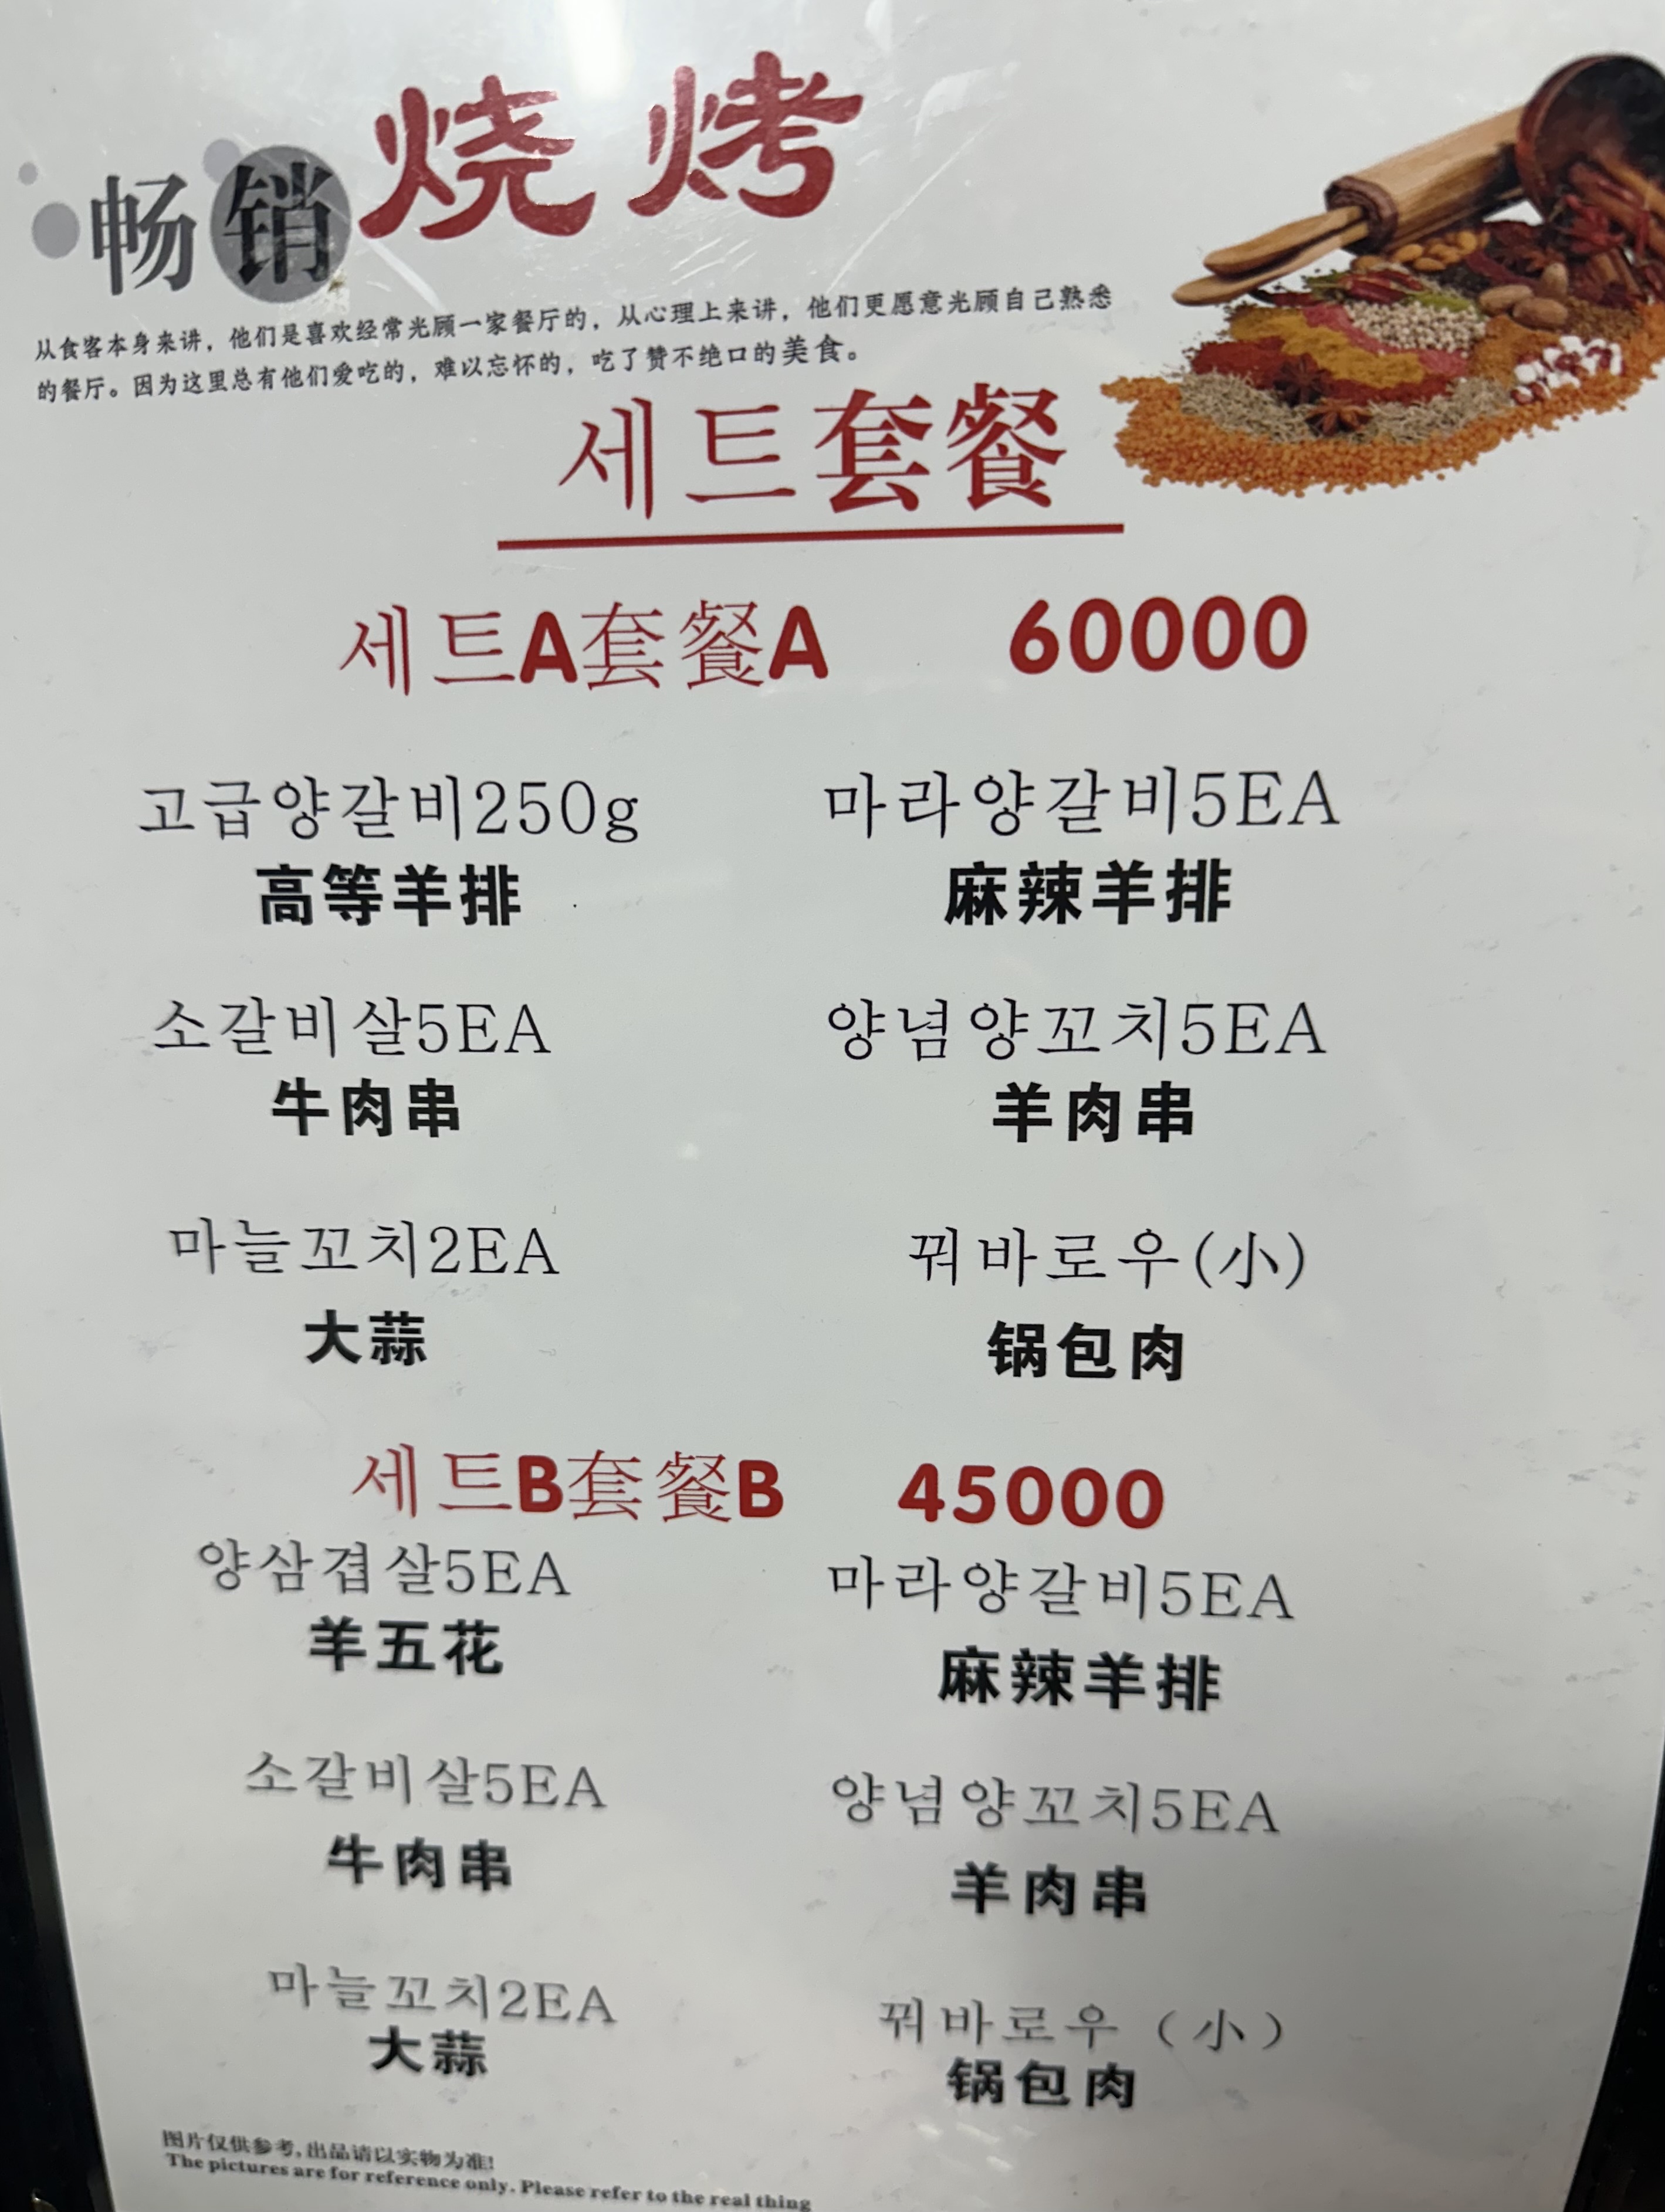 畅销烧烤
从食客本身来讲，他们是喜欢经常光顾一家餐厅的，从心理上来讲，他们更愿意光顾自己熟悉
的餐厅。因为这里总有他们爱吃的，难以忘怀的，吃了赞不绝口的美食。
세트套餐
세트A套餐A 60000
고급양갈비250g 마라양갈비5EA
高等羊排 麻辣羊排
소갈비살5EA 양념양꼬치5EA
牛肉串 羊肉串
마늘꼬치2EA 꿔바로우(小)
大蒜 锅包肉
세트B套餐B 45000
양삼겹살5EA 마라양갈비5EA
羊五花 麻辣羊排
소갈비살5EA 양념양꼬치5EA
牛肉串 羊肉串
마늘꼬치2EA 꿔바로우（小）
大蒜 锅包肉
图片仅供参考,出品请以实物为准!
The pictures are for reference only. Please refer to the real thing